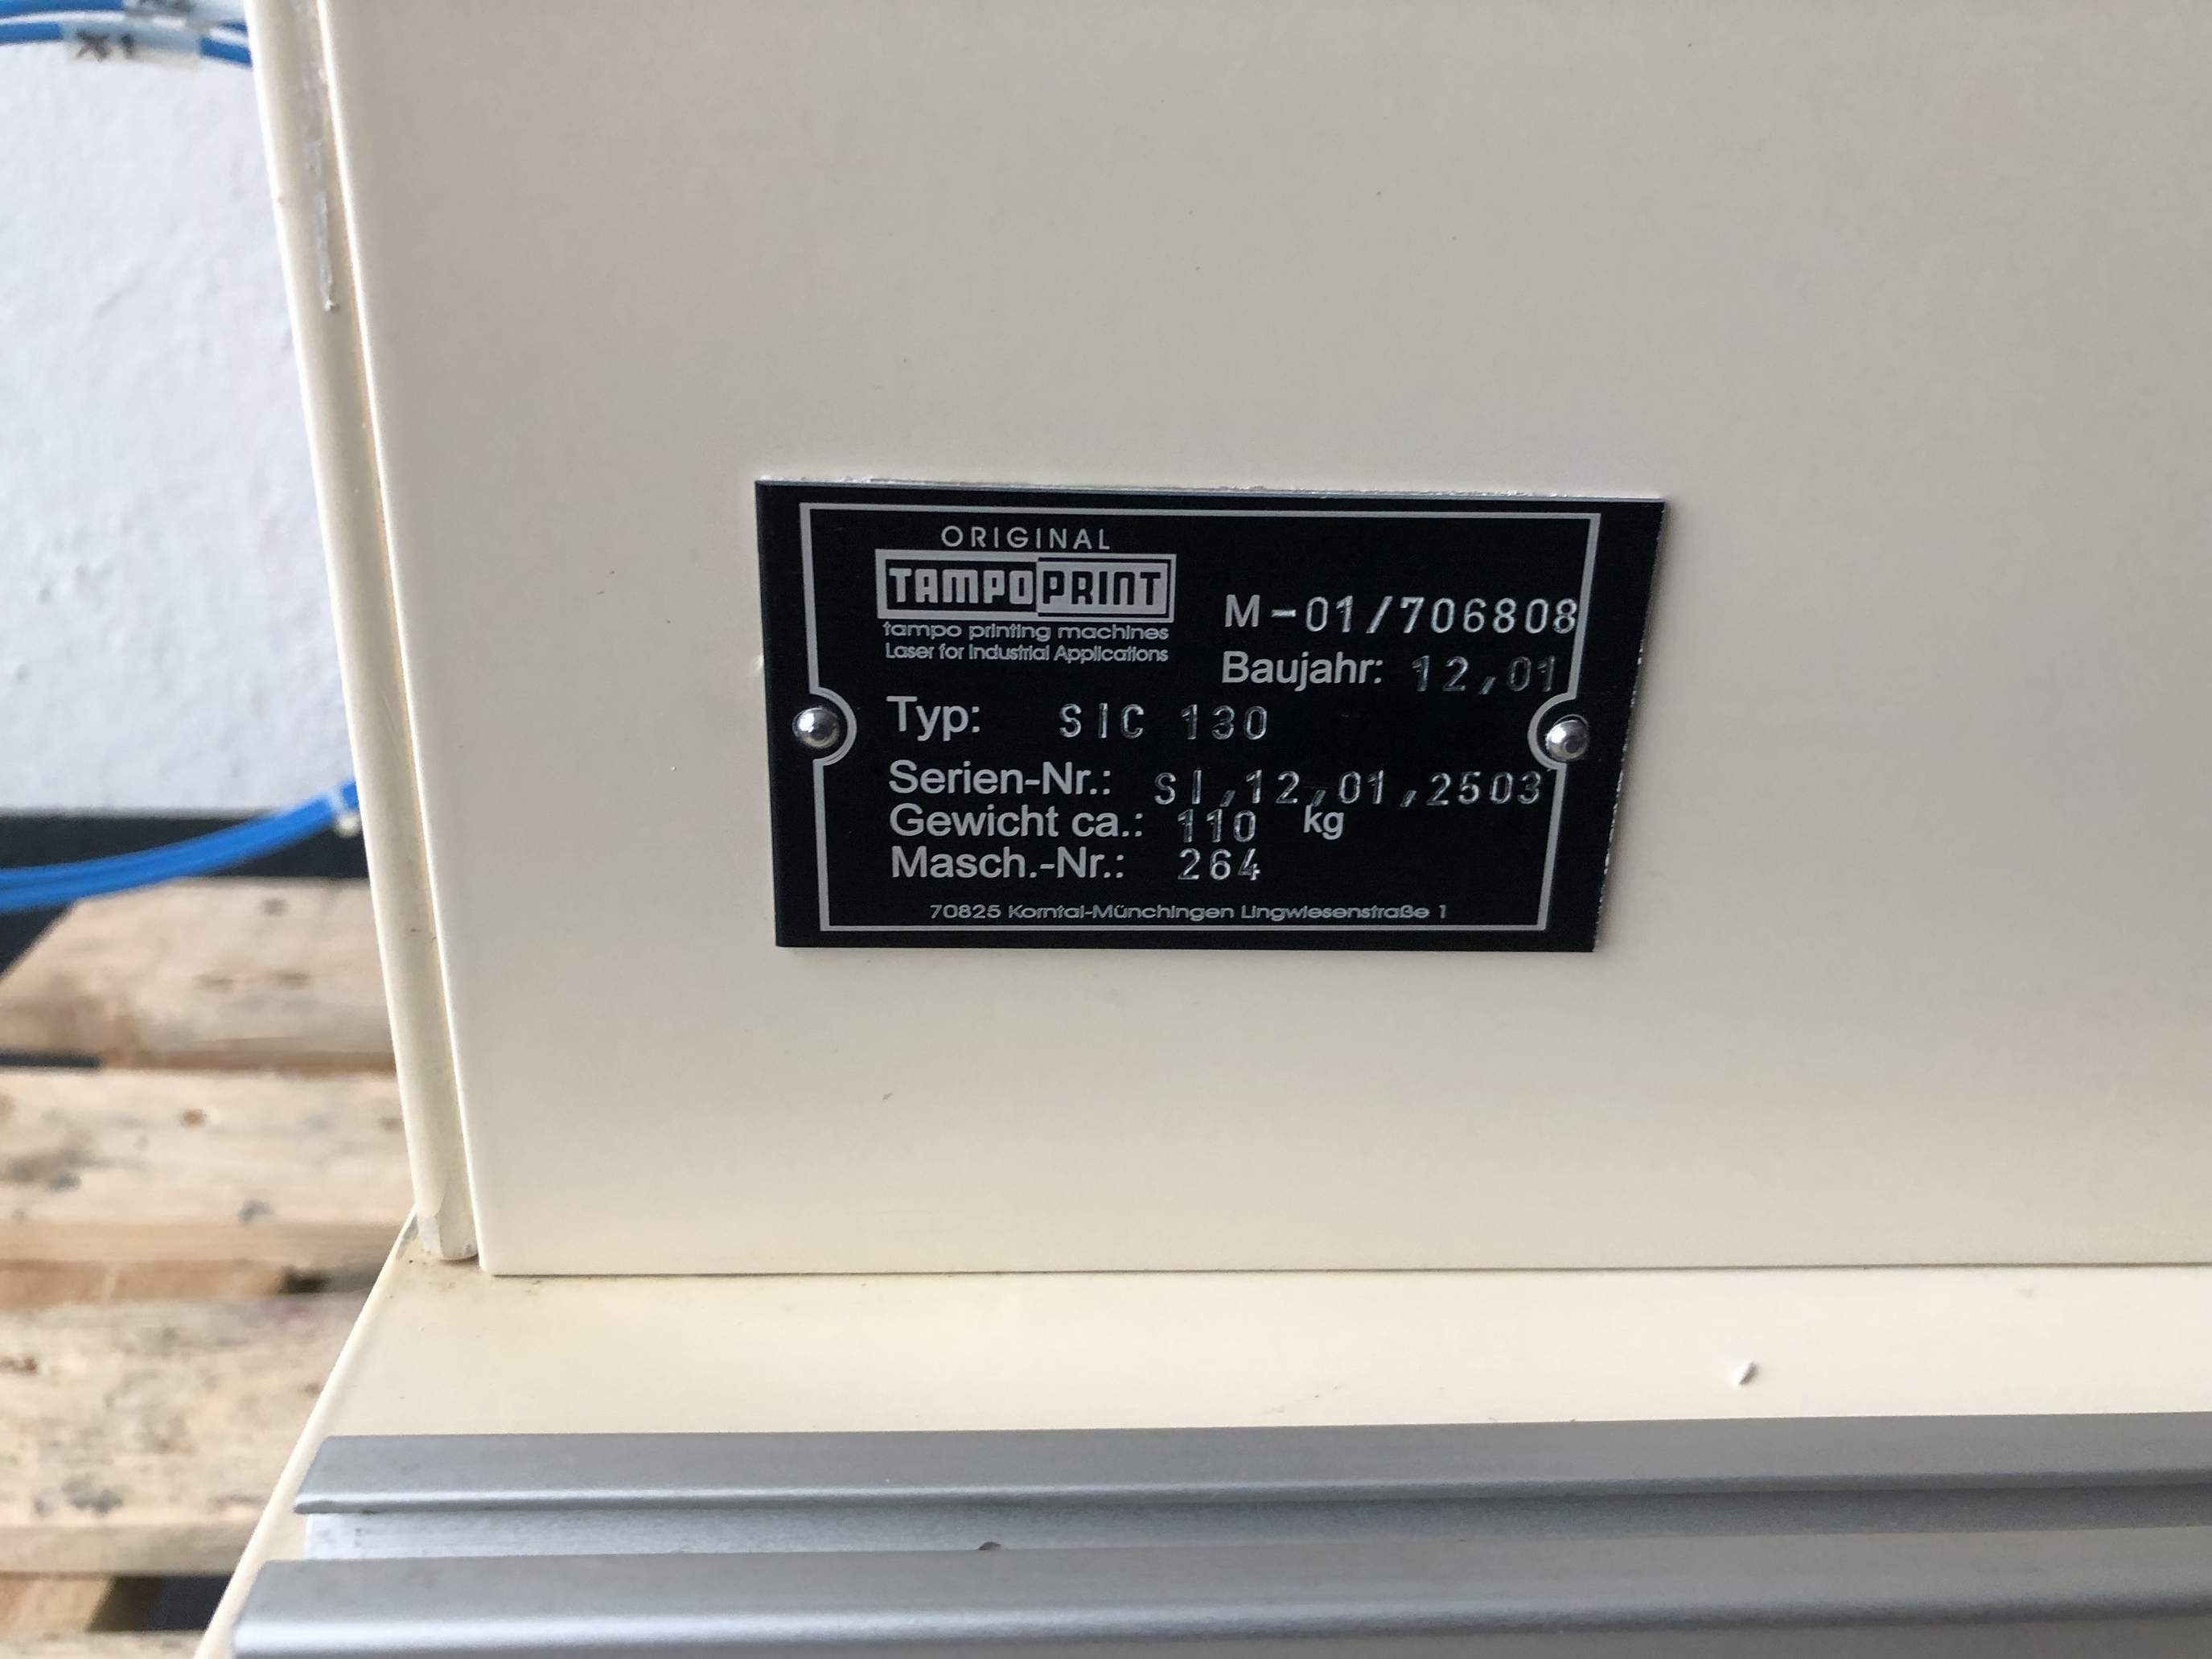 ORIGINAL
TAMPOPRINT
tampo printing machines
Laser for Industrial Applications
M-01/706808
Baujahr: 12,01
Typ: SIC 130
Serien-Nr.: SI,12,01,2503
Gewicht ca.: 110 kg
Masch.-Nr.: 264
70825 Korntal-Münchingen Lingwiesenstraße 1